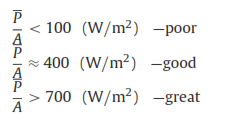 P̅/A < 100 (W/m²) —poor
P̅/A ≈ 400 (W/m²) —good
P̅/A > 700 (W/m²) —great